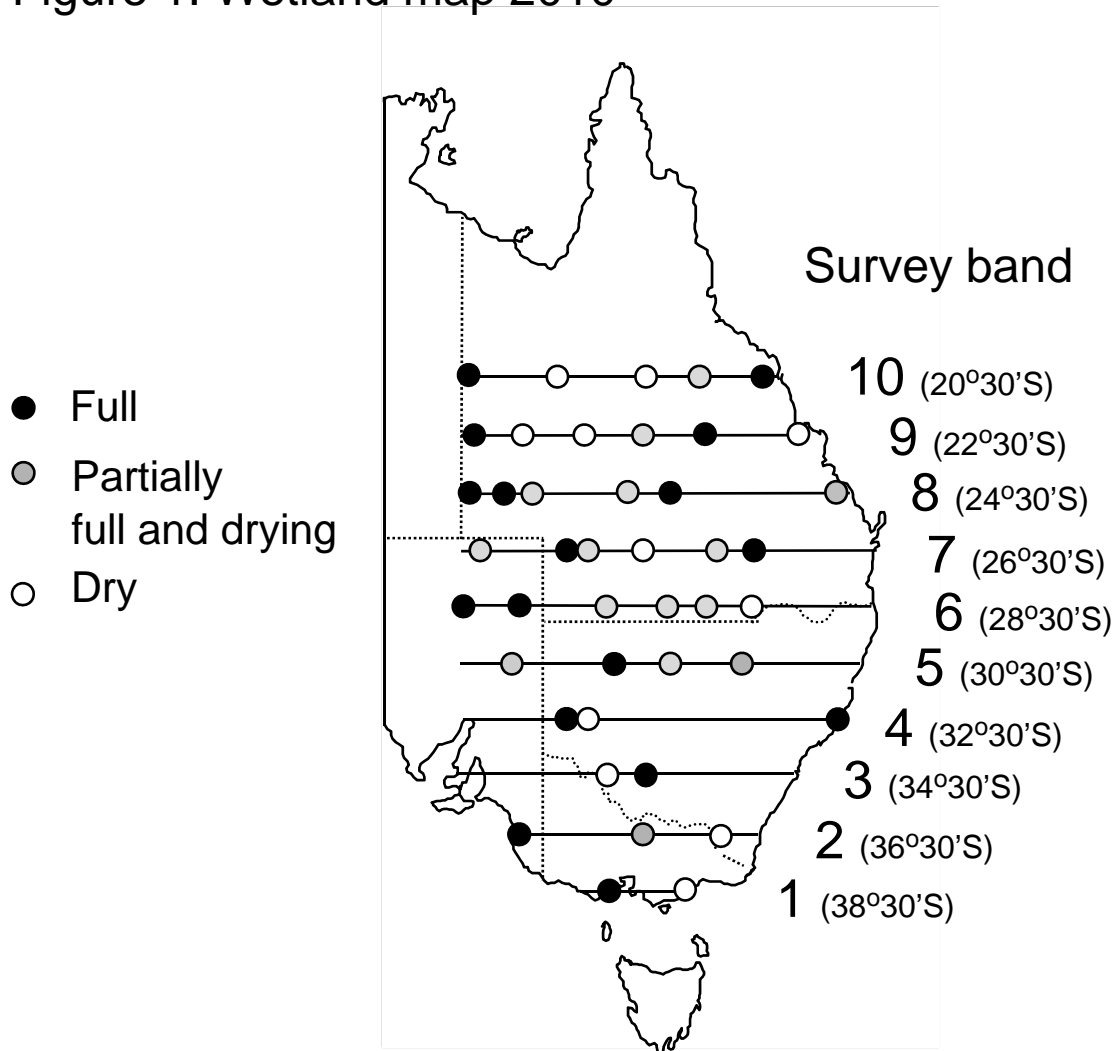 Figure 1. Wetland map 2010
Survey band
10 (20º30’S)
9 (22º30’S)
8 (24º30’S)
7 (26º30’S)
6 (28º30’S)
5 (30º30’S)
4 (32º30’S)
3 (34º30’S)
2 (36º30’S)
1 (38º30’S)
Full
Partially
full and drying
Dry